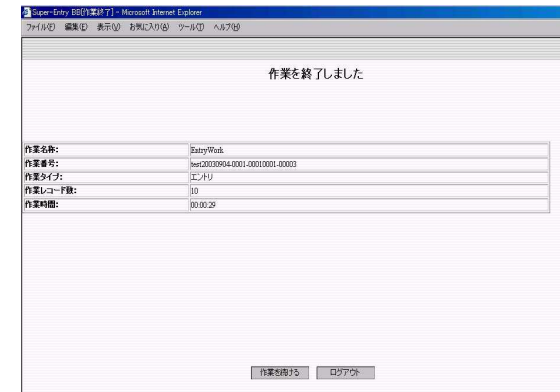 Super-Entry BB[作業終了] - Microsoft Internet Explorer
ファイル(F) 編集(E) 表示(V) お気に入り(A) ツール(T) ヘルプ(H)
作業を終了しました
作業名称: EntryWork
作業番号: test20030904-0001-00010001-00003
作業タイプ: エントリ
作業レコード数: 10
作業時間: 00:00:29
作業を続ける ログアウト